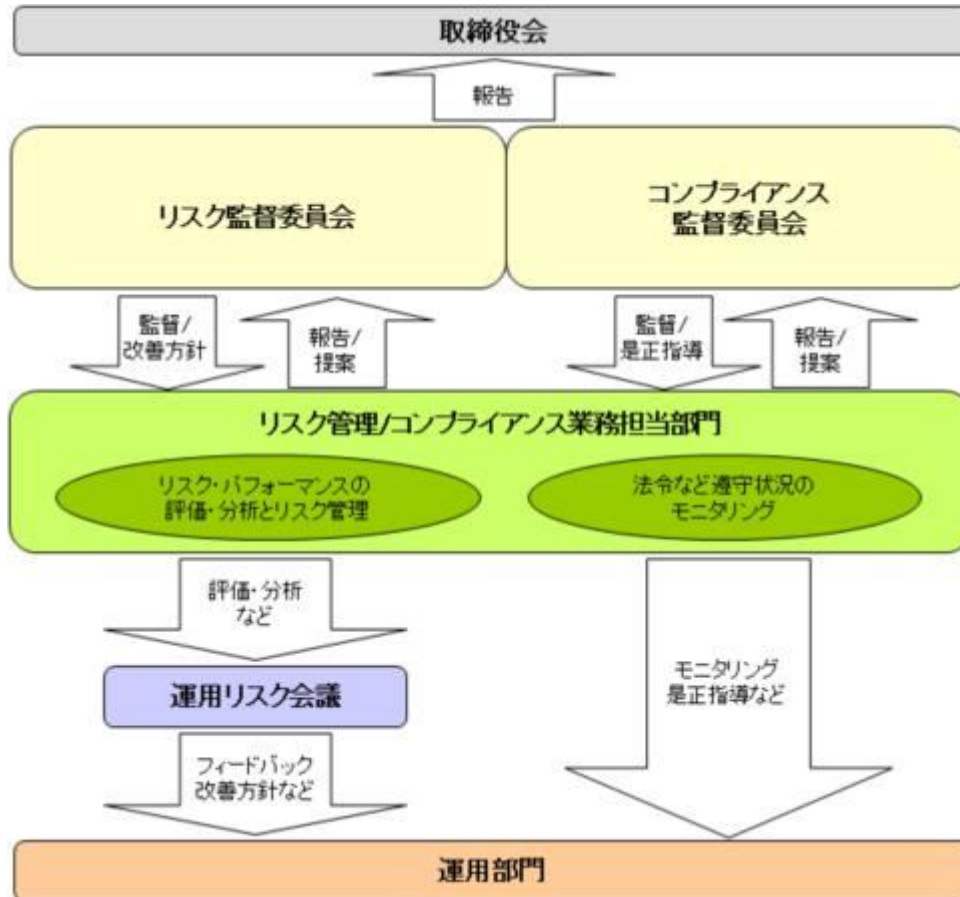 取締役会
報告
リスク監督委員会
コンプライアンス
監督委員会
監督/
改善方針
報告/
提案
監督/
是正指導
報告/
提案
リスク管理/コンプライアンス業務担当部門
リスク・パフォーマンスの
評価・分析とリスク管理
法令など遵守状況の
モニタリング
評価・分析
など
運用リスク会議
フィードバック
改善方針など
モニタリング
是正指導など
運用部門